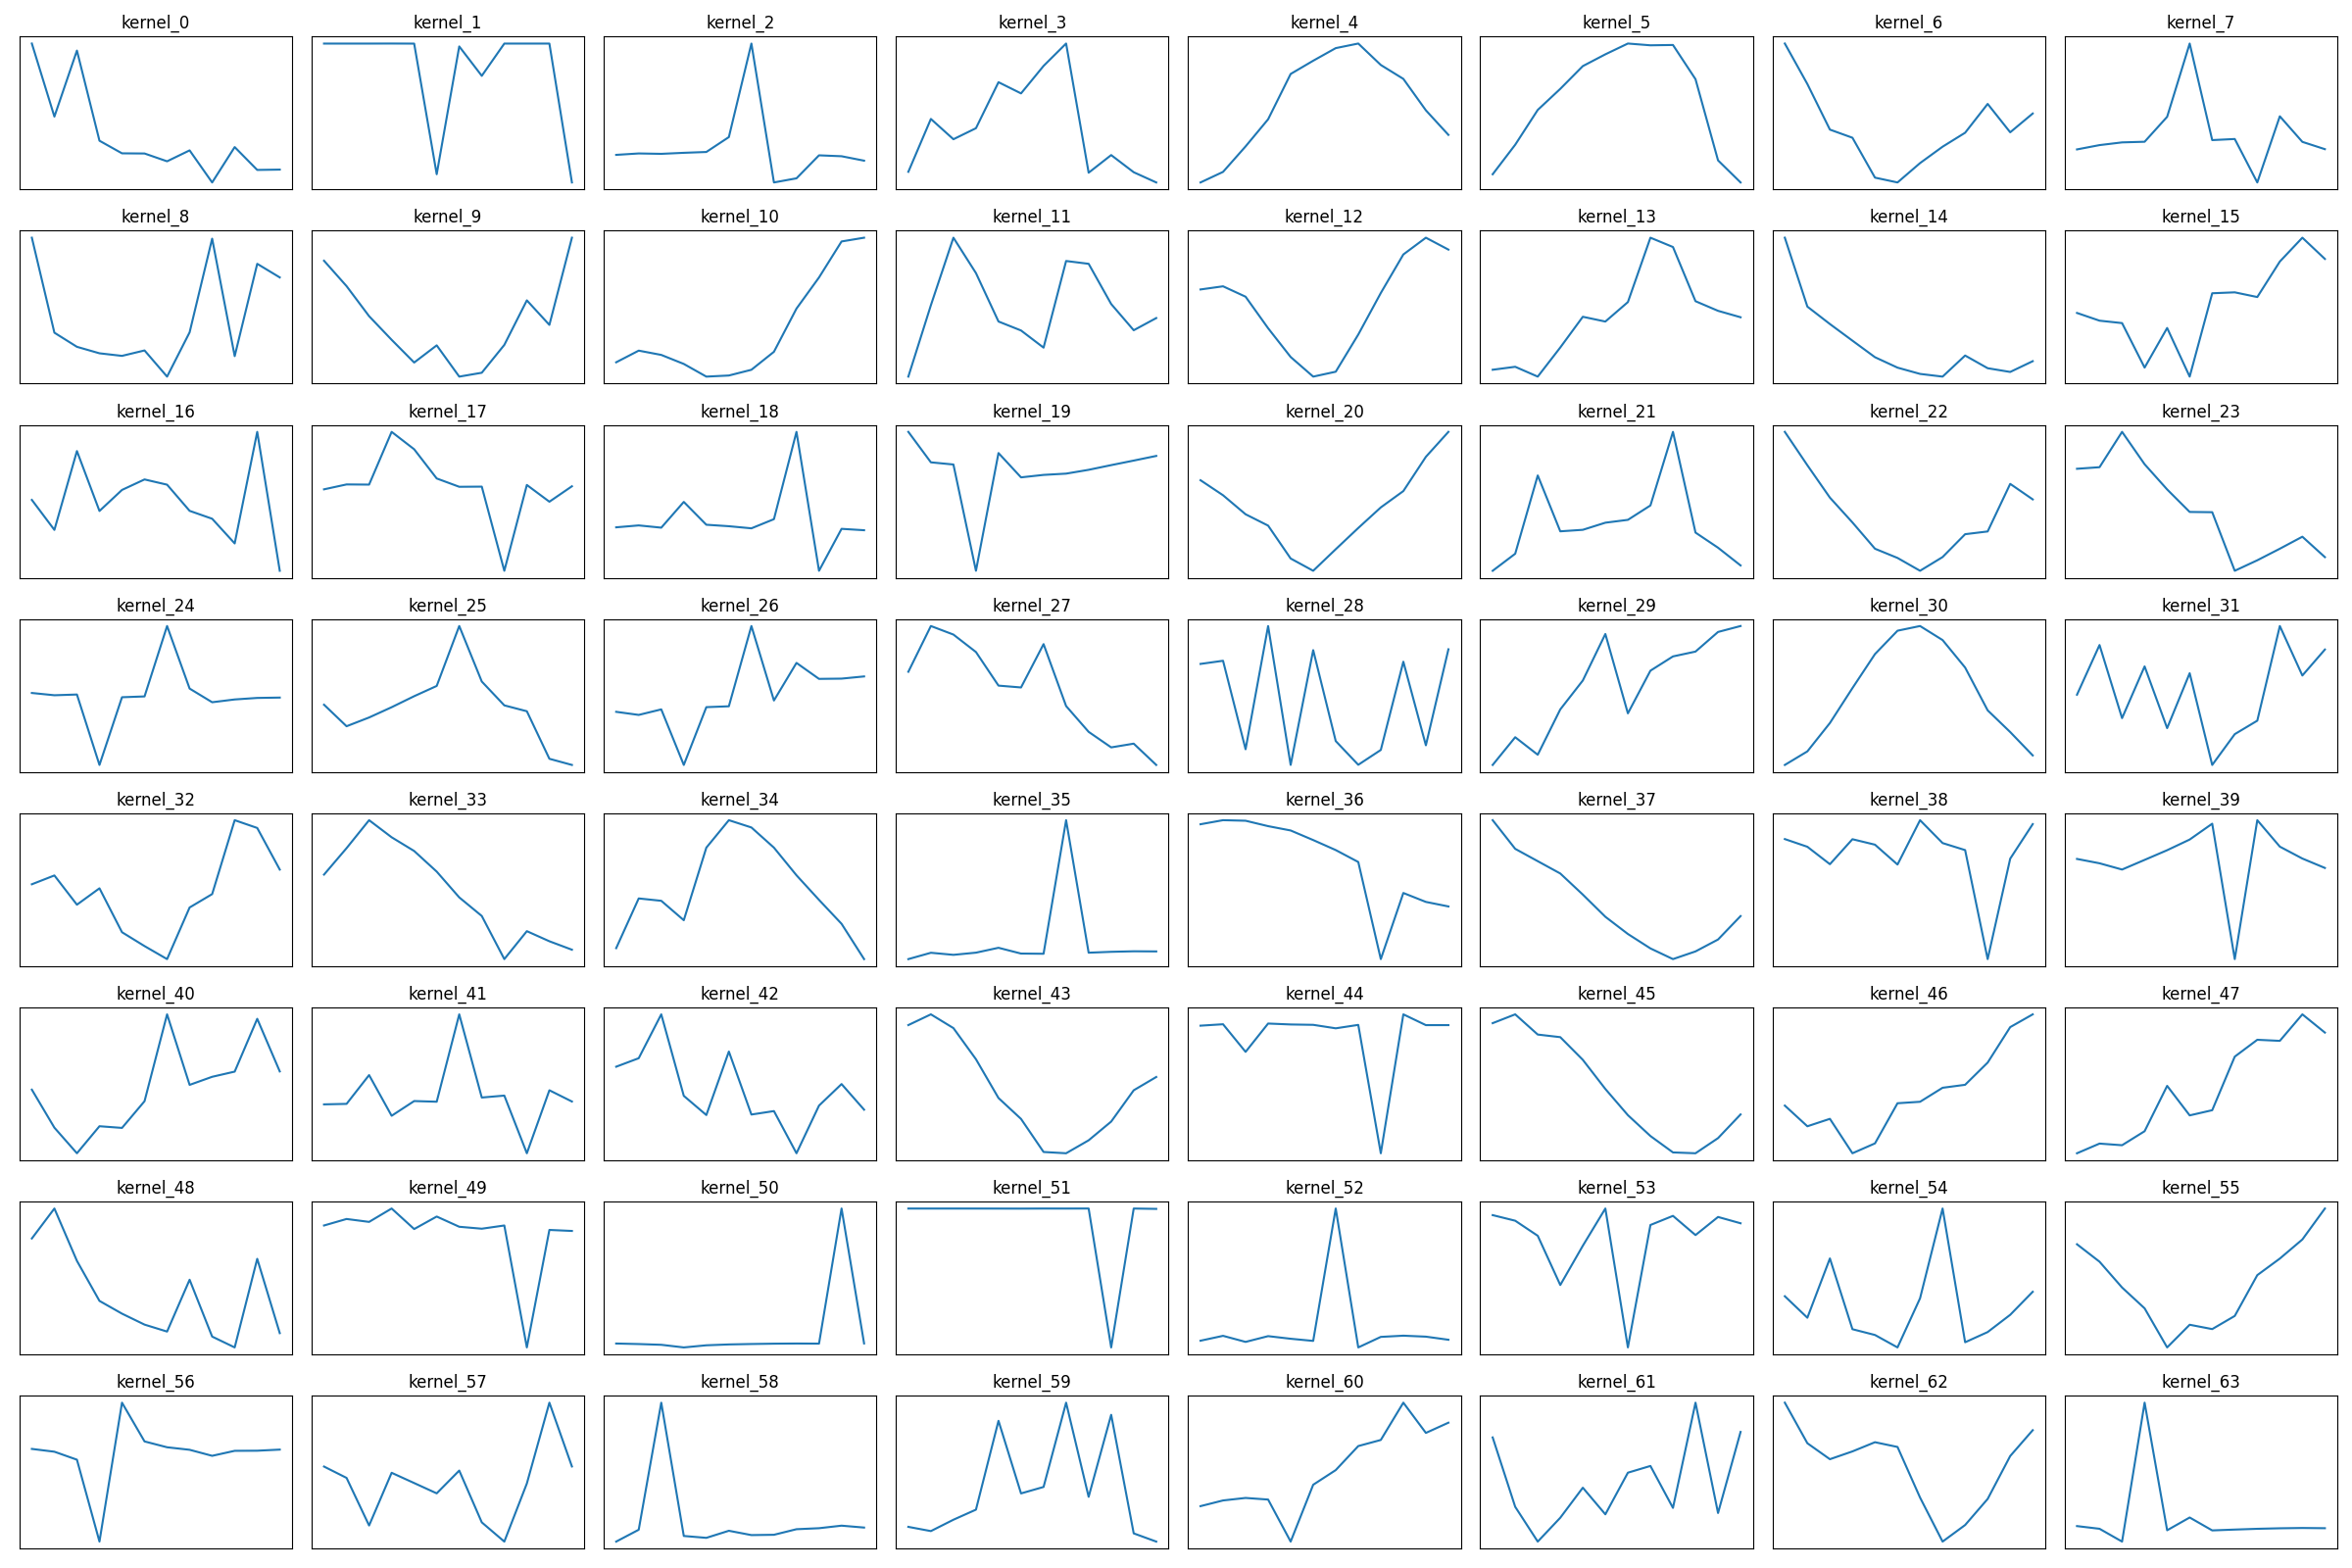 kernel_0 kernel_1 kernel_2 kernel_3 kernel_4 kernel_5 kernel_6 kernel_7
kernel_8 kernel_9 kernel_10 kernel_11 kernel_12 kernel_13 kernel_14 kernel_15
kernel_16 kernel_17 kernel_18 kernel_19 kernel_20 kernel_21 kernel_22 kernel_23
kernel_24 kernel_25 kernel_26 kernel_27 kernel_28 kernel_29 kernel_30 kernel_31
kernel_32 kernel_33 kernel_34 kernel_35 kernel_36 kernel_37 kernel_38 kernel_39
kernel_40 kernel_41 kernel_42 kernel_43 kernel_44 kernel_45 kernel_46 kernel_47
kernel_48 kernel_49 kernel_50 kernel_51 kernel_52 kernel_53 kernel_54 kernel_55
kernel_56 kernel_57 kernel_58 kernel_59 kernel_60 kernel_61 kernel_62 kernel_63